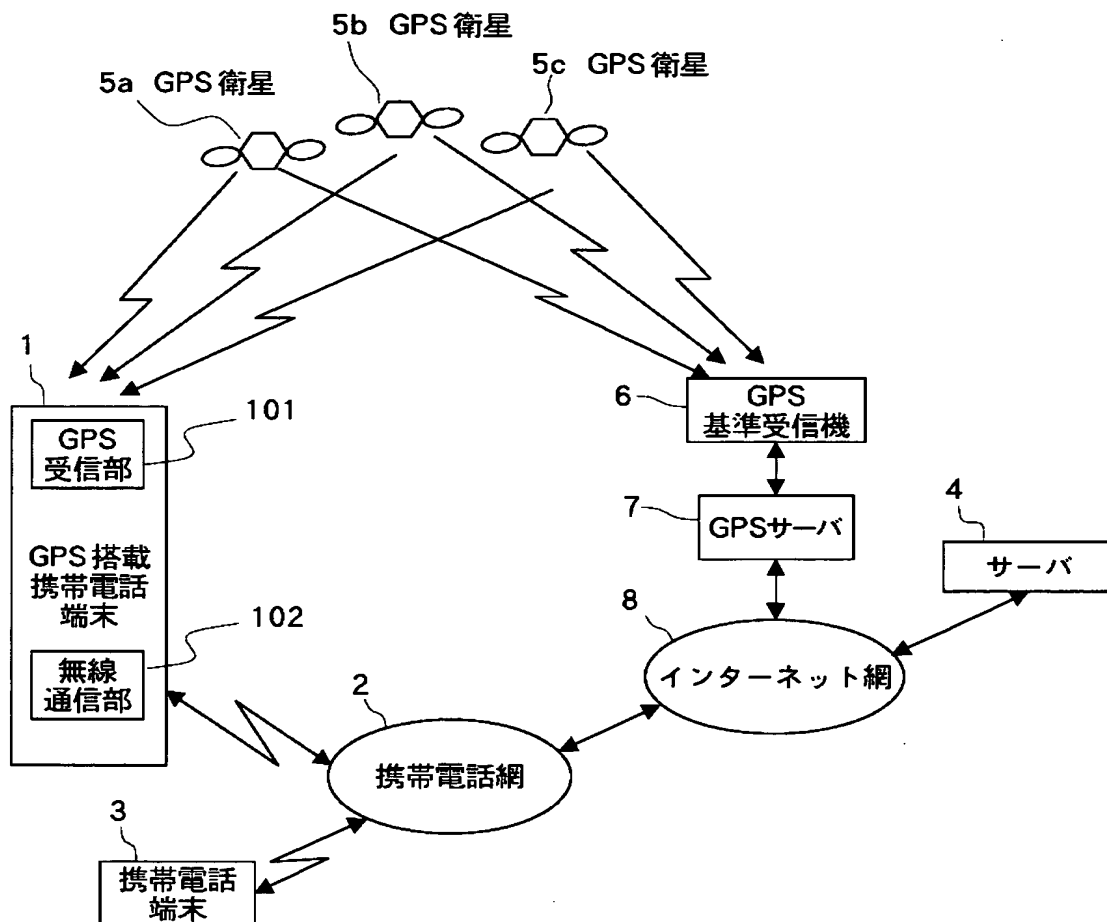 5b GPS衛星
5a GPS衛星
5c GPS衛星
1
101
GPS
受信部
GPS搭載
携帯電話
端末
102
無線
通信部
6
GPS
基準受信機
7
GPSサーバ
4
サーバ
8
インターネット網
2
携帯電話網
3
携帯電話
端末